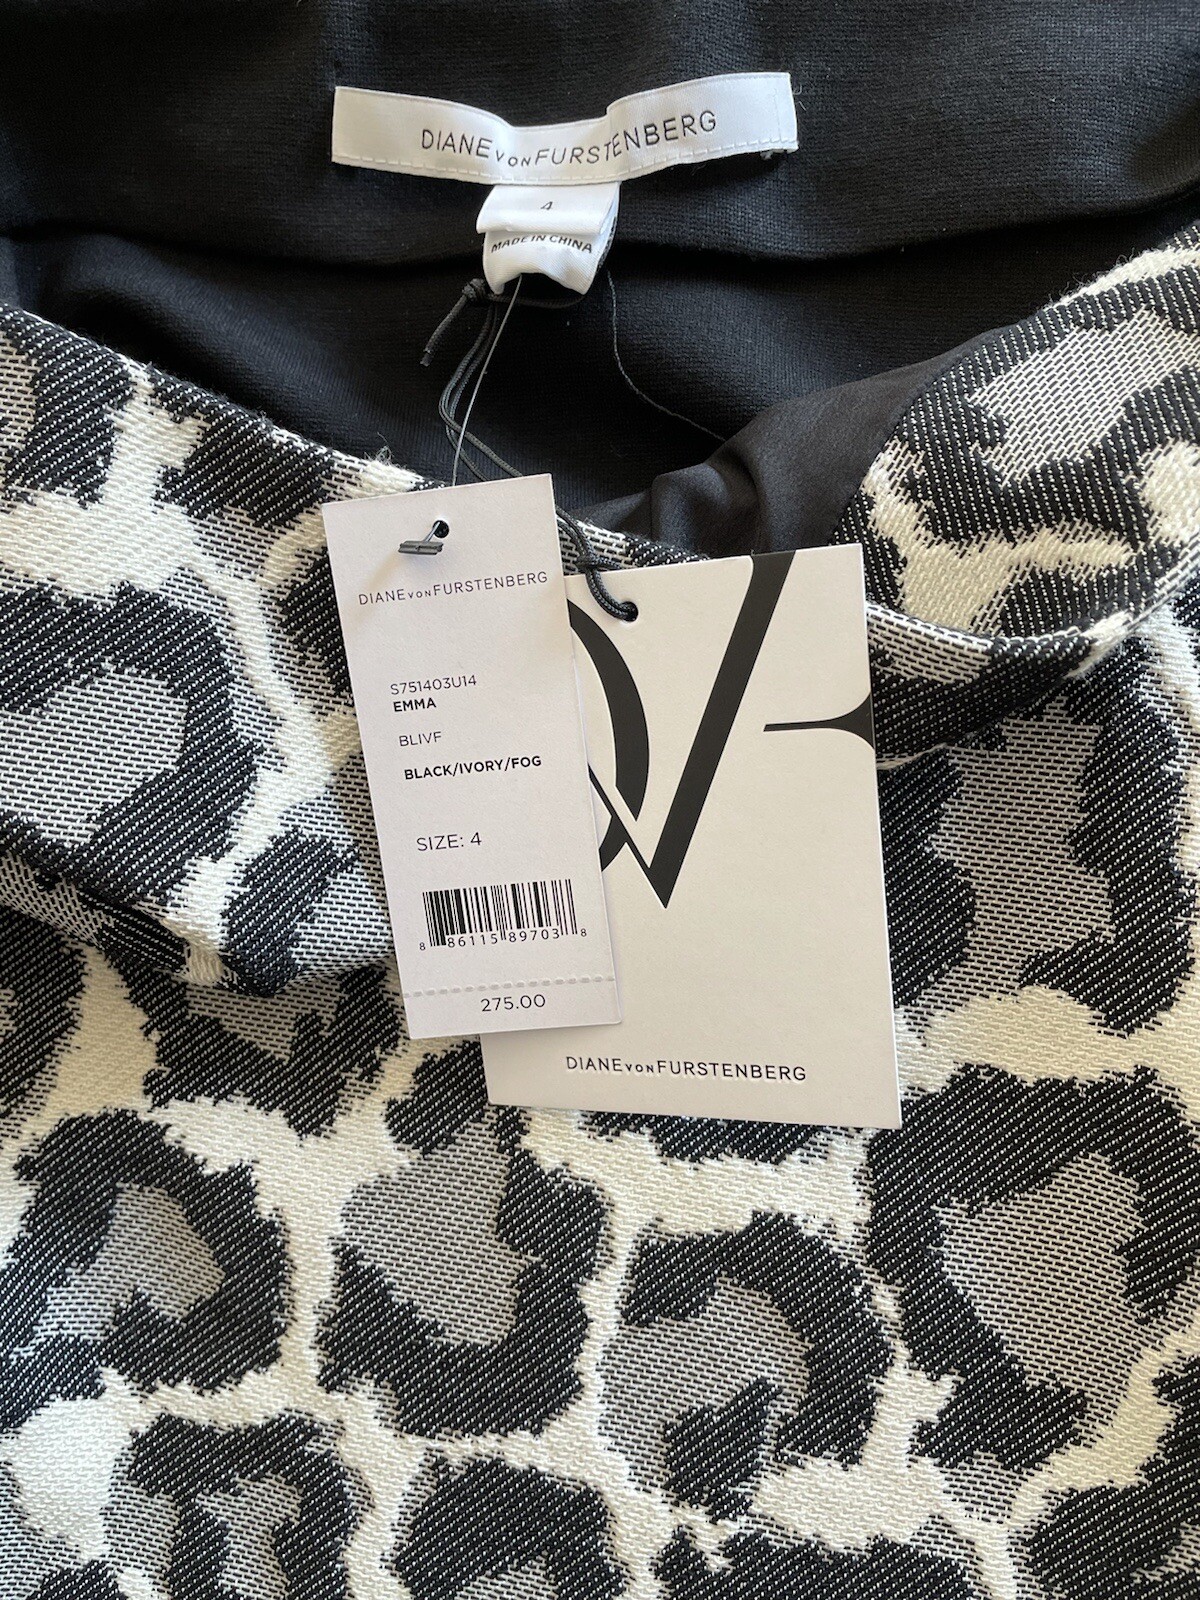 DIANE VON FURSTENBERG
4
MADE IN CHINA
DIANE VON FURSTENBERG
S751403U14
EMMA
BLIVF
BLACK/IVORY/FOG
SIZE: 4
8 86115 89703 8
275.00
DVF
DIANE VON FURSTENBERG